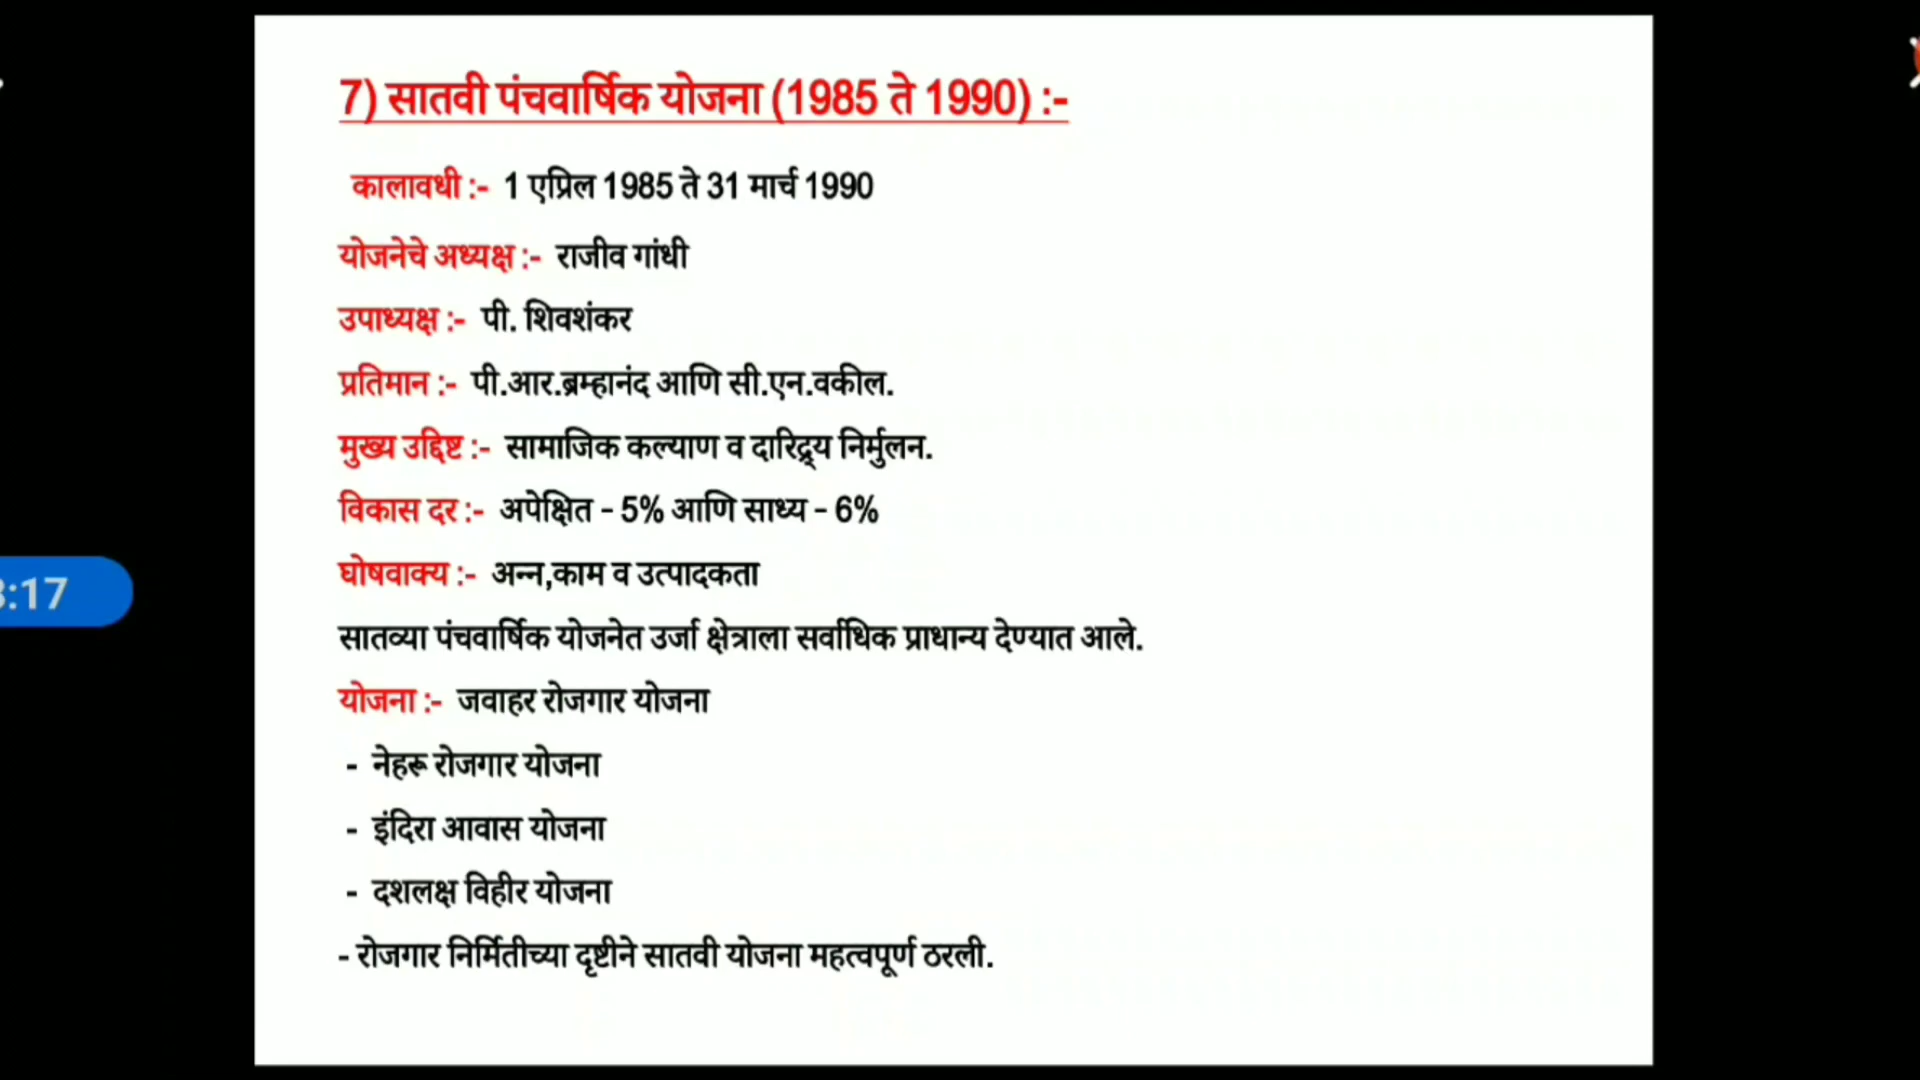 7) सातवी पंचवार्षिक योजना (1985 ते 1990) :-
कालावधी :- 1 एप्रिल 1985 ते 31 मार्च 1990
योजनेचे अध्यक्ष :- राजीव गांधी
उपाध्यक्ष :- पी. शिवशंकर
प्रतिमान :- पी.आर.ब्रम्हानंद आणि सी.एन.वकील.
मुख्य उद्दिष्ट :- सामाजिक कल्याण व दारिद्र्य निर्मुलन.
विकास दर :- अपेक्षित - 5% आणि साध्य - 6%
घोषवाक्य :- अन्न,काम व उत्पादकता
:17
सातव्या पंचवार्षिक योजनेत उर्जा क्षेत्राला सर्वाधिक प्राधान्य देण्यात आले.
योजना :- जवाहर रोजगार योजना
- नेहरू रोजगार योजना
- इंदिरा आवास योजना
- दशलक्ष विहीर योजना
- रोजगार निर्मितीच्या दृष्टीने सातवी योजना महत्वपूर्ण ठरली.